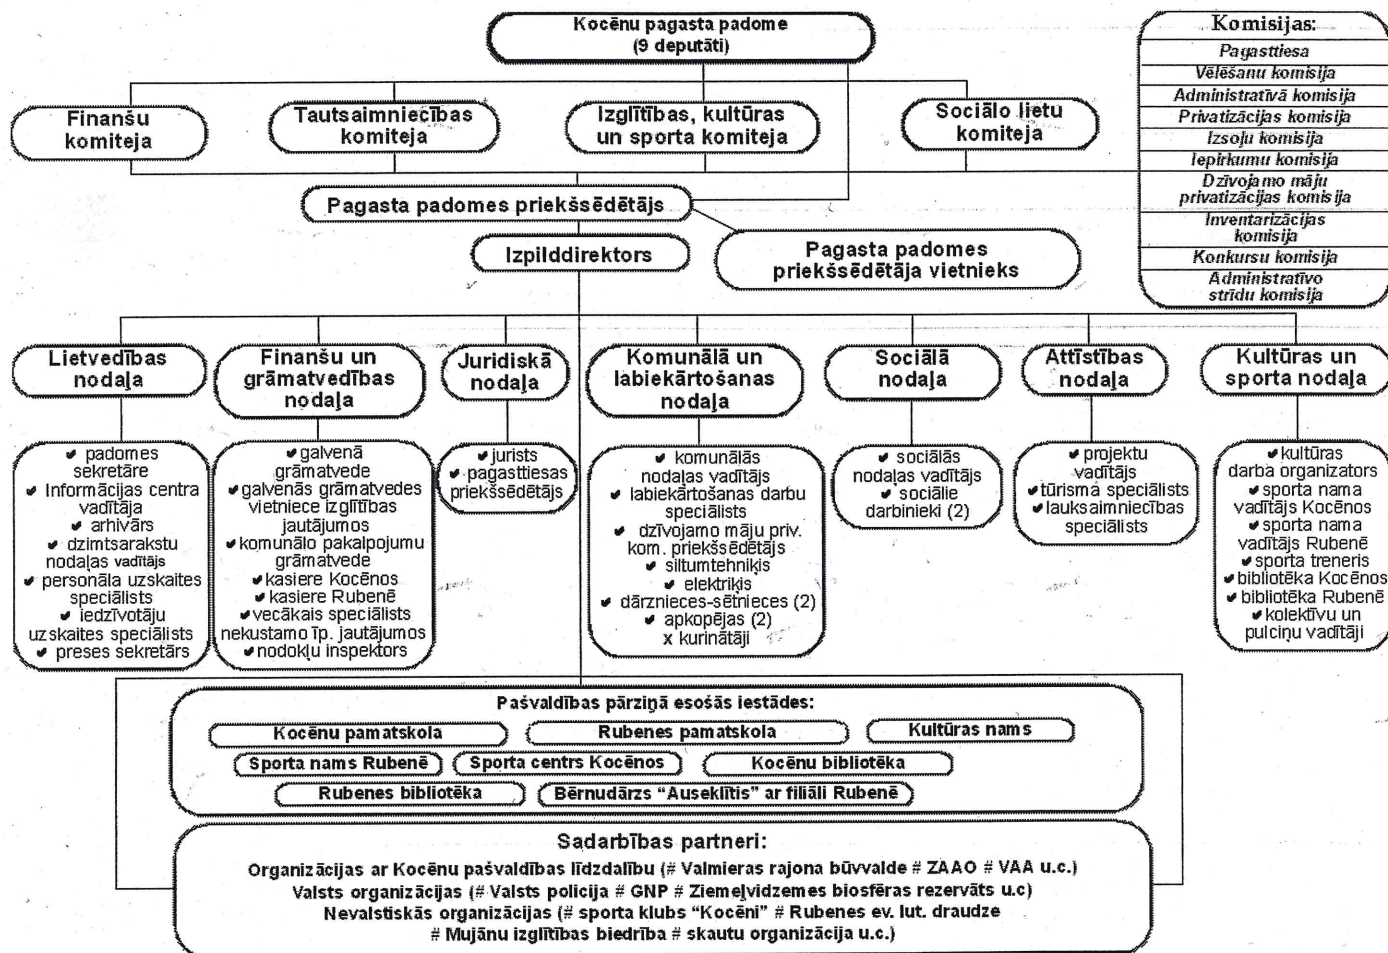 Kocēnu pagasta padome
(9 deputāti)
Komisijas:
Pagasttiesa
Vēlēšanu komisija
Administratīvā komisija
Privatizācijas komisija
Izsoļu komisija
Iepirkumu komisija
Dzīvojamo māju
privatizācijas komisija
Inventarizācijas
komisija
Konkursu komisija
Administratīvo
strīdu komisija
Finanšu
komiteja
Tautsaimniecības
komiteja
Izglītības, kultūras
un sporta komiteja
Sociālo lietu
komiteja
Pagasta padomes priekšsēdētājs
Izpilddirektors
Pagasta padomes
priekšsēdētāja vietnieks
Lietvedības
nodaļa
✔ padomes
sekretāre
✔ Informācijas centra
vadītāja
✔ arhivārs
✔ dzimtsarakstu
nodaļas vadītājs
✔ personāla uzskaites
speciālists
✔ iedzīvotāju
uzskaites speciālists
✔ preses sekretārs
Finanšu un
grāmatvedības
nodaļa
✔ galvenā
grāmatvede
✔ galvenās grāmatvedes
vietniece izglītības
jautājumos
✔ komunālo pakalpojumu
grāmatvede
✔ kasiere Kocēnos
✔ kasiere Rubenē
✔ vecākais speciālists
nekustamo īp. jautājumos
✔ nodokļu inspektors
Juridiskā
nodaļa
✔ jurists
✔ pagasttiesas
priekšsēdētājs
Komunālā un
labiekārtošanas
nodaļa
✔ komunālās
nodaļas vadītājs
✔ labiekārtošanas darbu
speciālists
✔ dzīvojamo māju priv.
kom. priekšsēdētājs
✔ siltumtehniķis
✔ elektriķis
✔ dārznieces-sētnieces (2)
✔ apkopējas (2)
x kurinātāji
Sociālā
nodaļa
✔ sociālās
nodaļas vadītājs
✔ sociālie
darbinieki (2)
Attīstības
nodaļa
✔ projektu
vadītājs
✔ tūrisma speciālists
✔ lauksaimniecības
speciālists
Kultūras un
sporta nodaļa
✔ kultūras
darba organizators
✔ sporta nama
vadītājs Kocēnos
✔ sporta nama
vadītājs Rubenē
✔ sporta treneris
✔ bibliotēka Kocēnos
✔ bibliotēka Rubenē
✔ kolektīvu un
pulciņu vadītāji
Pašvaldības pārziņā esošās iestādes:
Kocēnu pamatskola
Rubenes pamatskola
Kultūras nams
Sporta nams Rubenē
Sporta centrs Kocēnos
Kocēnu bibliotēka
Rubenes bibliotēka
Bērnudārzs "Auseklītis" ar filiāli Rubenē
Sadarbības partneri:
Organizācijas ar Kocēnu pašvaldības līdzdalību (# Valmieras rajona būvvalde # ZAAO # VAA u.c.)
Valsts organizācijas (# Valsts policija # GNP # Ziemeļvidzemes biosfēras rezervāts u.c)
Nevalstiskās organizācijas (# sporta klubs "Kocēni" # Rubenes ev. lut. draudze
# Mujānu izglītības biedrība # skautu organizācija u.c.)